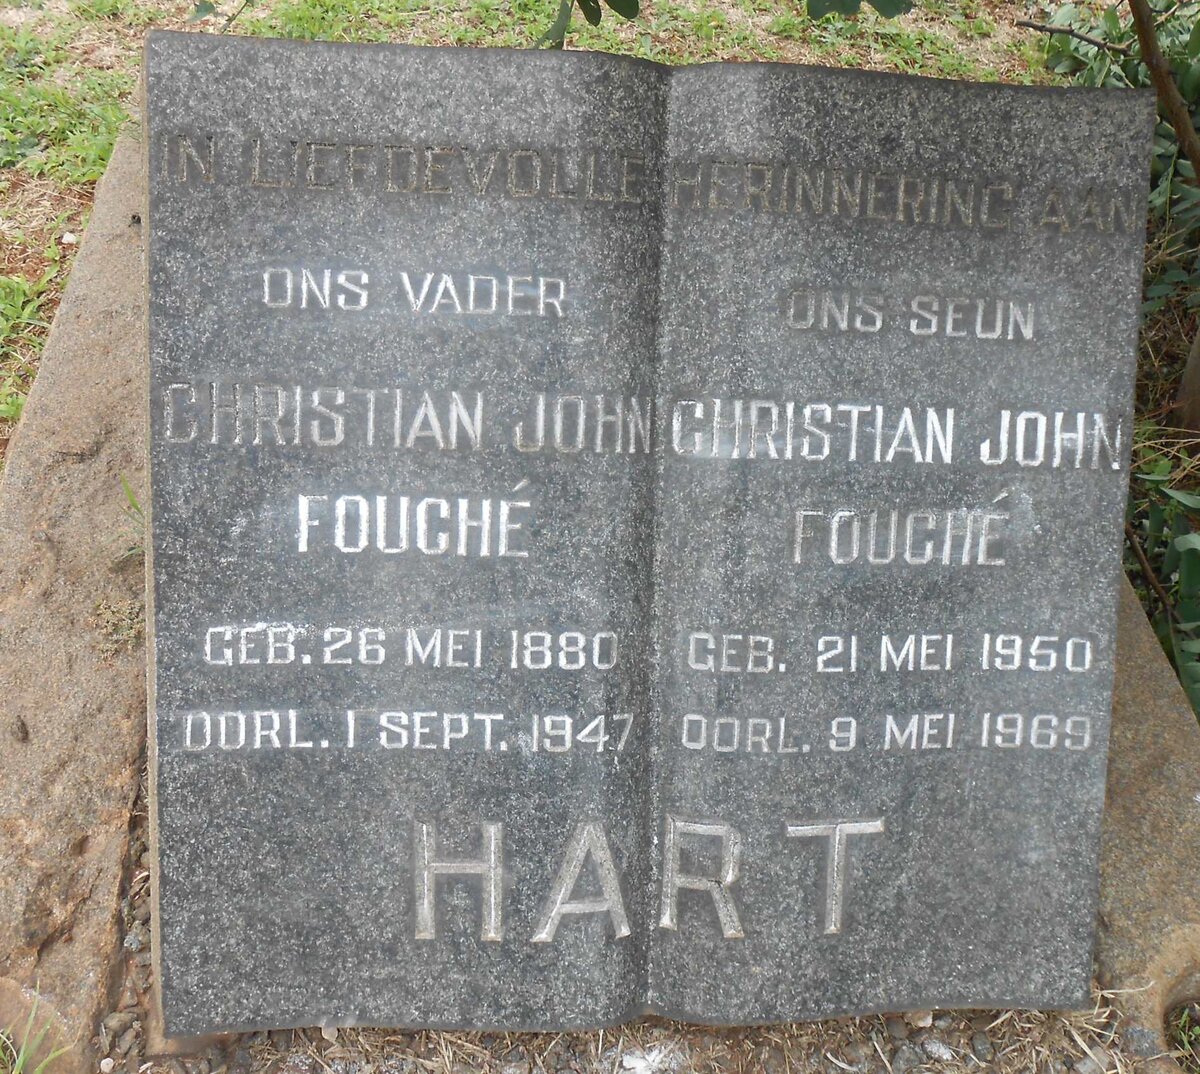 IN LIEFDEVOLLE HERINNERING AAN
ONS VADER
CHRISTIAN JOHN
FOUCHÉ
GEB. 26 MEI 1880
OORL. 1 SEPT. 1947
ONS SEUN
CHRISTIAN JOHN
FOUCHÉ
GEB. 21 MEI 1950
OORL. 9 MEI 1969
HART